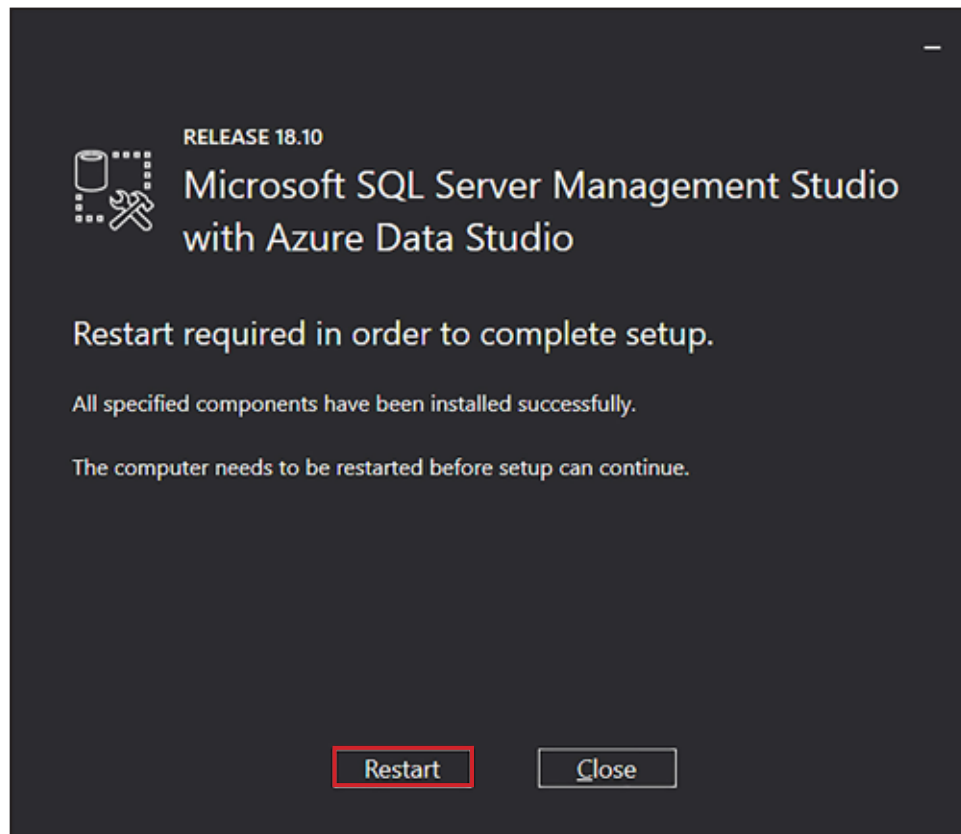 RELEASE 18.10
Microsoft SQL Server Management Studio
with Azure Data Studio
Restart required in order to complete setup.
All specified components have been installed successfully.
The computer needs to be restarted before setup can continue.
Restart
Close